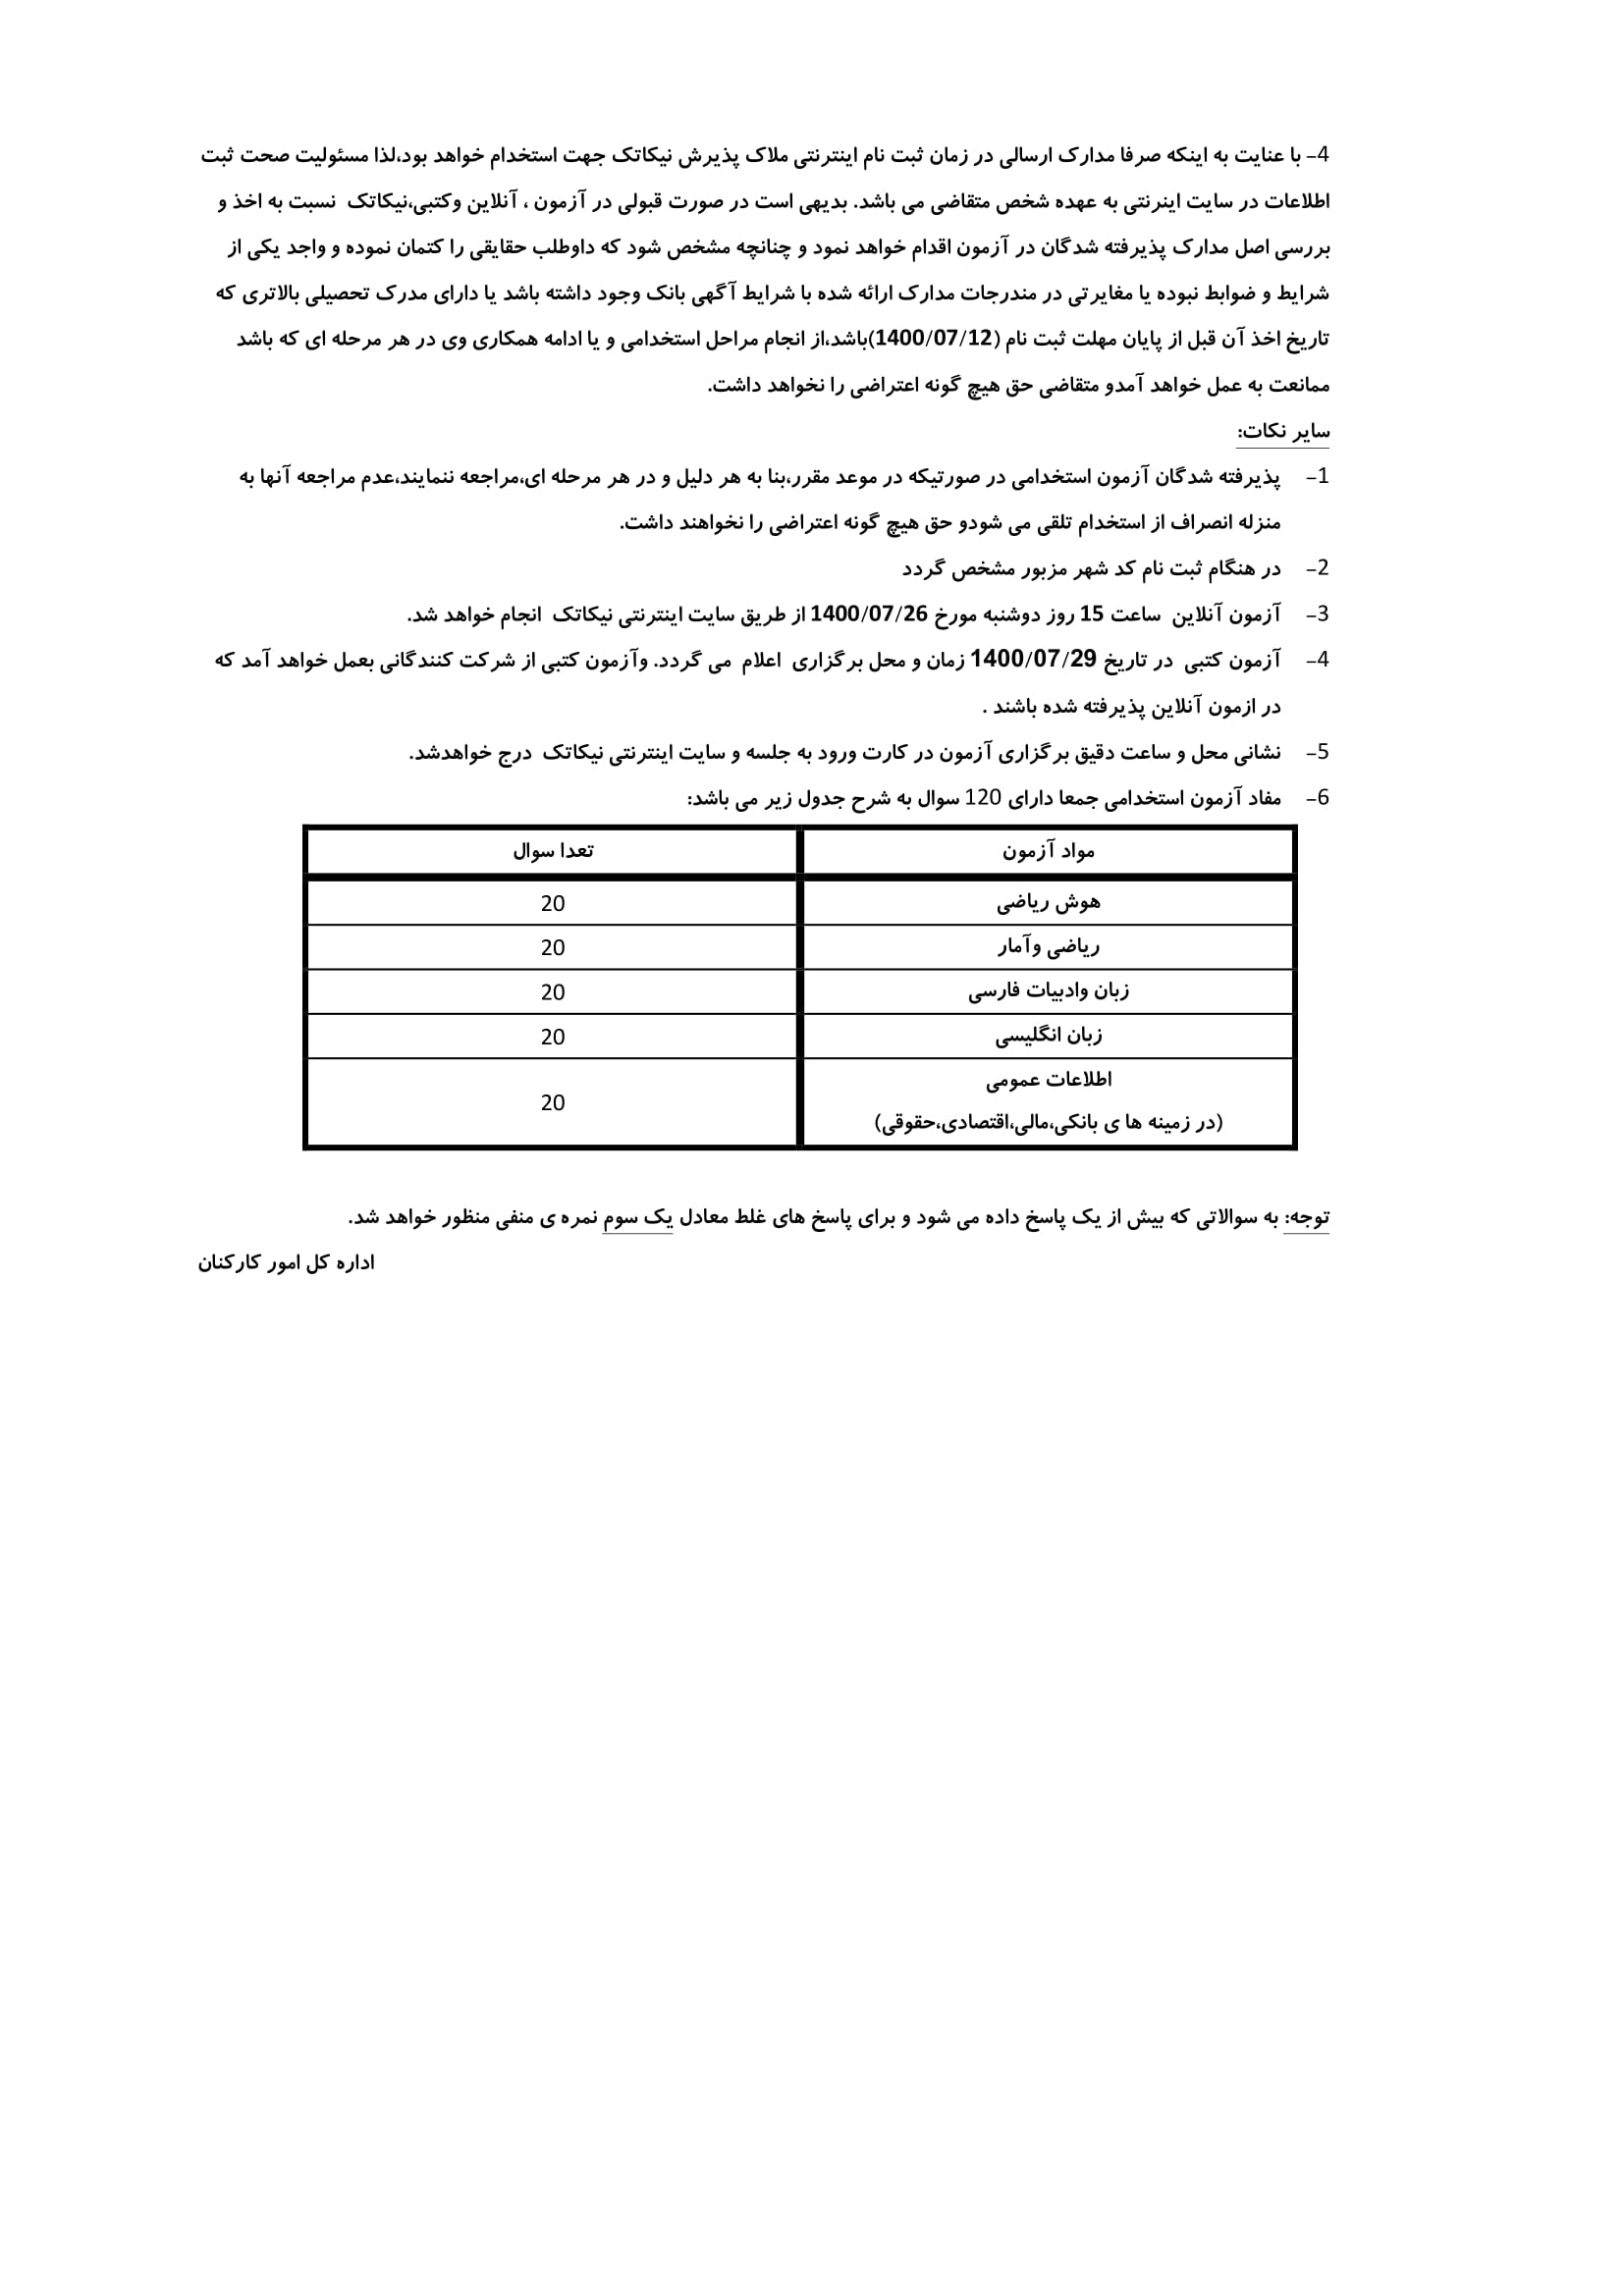 4- با عنایت به اینکه صرفا مدارک ارسالی در زمان ثبت نام اینترنتی ملاک پذیرش نیکاتک جهت استخدام خواهد بود،لذا مسئولیت صحت ثبت
اطلاعات در سایت اینرنتی به عهده شخص متقاضی می باشد. بدیهی است در صورت قبولی در آزمون ، آنلاین وکتبی،نیکاتک نسبت به اخذ و
بررسی اصل مدارک پذیرفته شدگان در آزمون اقدام خواهد نمود و چنانچه مشخص شود که داوطلب حقایقی را کتمان نموده و واجد یکی از
شرایط و ضوابط نبوده یا مغایرتی در مندرجات مدارک ارائه شده با شرایط آگهی بانک وجود داشته باشد یا دارای مدرک تحصیلی بالاتری که
تاریخ اخذ آن قبل از پایان مهلت ثبت نام (1400/07/12)باشد،از انجام مراحل استخدامی و یا ادامه همکاری وی در هر مرحله ای که باشد
ممانعت به عمل خواهد آمدو متقاضی حق هیچ گونه اعتراضی را نخواهد داشت.
سایر نکات:
1- پذیرفته شدگان آزمون استخدامی در صورتیکه در موعد مقرر،بنا به هر دلیل و در هر مرحله ای،مراجعه ننمایند،عدم مراجعه آنها به
منزله انصراف از استخدام تلقی می شودو حق هیچ گونه اعتراضی را نخواهند داشت.
2- در هنگام ثبت نام کد شهر مزبور مشخص گردد
3- آزمون آنلاین ساعت 15 روز دوشنبه مورخ 1400/07/26 از طریق سایت اینترنتی نیکاتک انجام خواهد شد.
4- آزمون کتبی در تاریخ 1400/07/29 زمان و محل برگزاری اعلام می گردد. وآزمون کتبی از شرکت کنندگانی بعمل خواهد آمد که
در ازمون آنلاین پذیرفته شده باشند .
5- نشانی محل و ساعت دقیق برگزاری آزمون در کارت ورود به جلسه و سایت اینترنتی نیکاتک درج خواهدشد.
6- مفاد آزمون استخدامی جمعا دارای 120 سوال به شرح جدول زیر می باشد:
مواد آزمون تعدا سوال
هوش ریاضی 20
ریاضی وآمار 20
زبان وادبیات فارسی 20
زبان انگلیسی 20
اطلاعات عمومی
(در زمینه ها ی بانکی،مالی،اقتصادی،حقوقی) 20
توجه: به سوالاتی که بیش از یک پاسخ داده می شود و برای پاسخ های غلط معادل یک سوم نمره ی منفی منظور خواهد شد.
اداره کل امور کارکنان